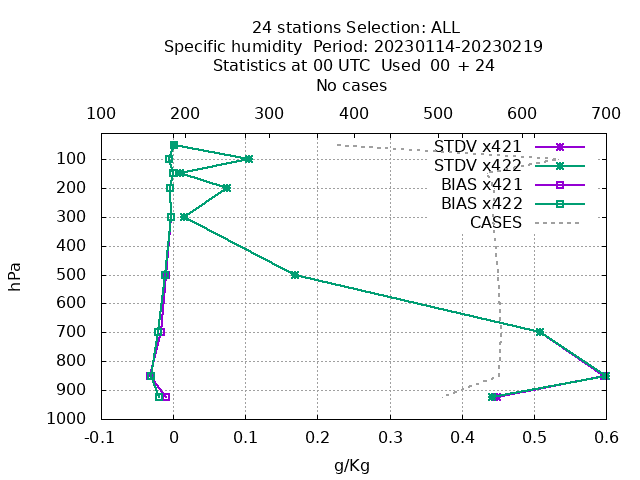 24 stations Selection: ALL
Specific humidity  Period: 20230114-20230219
Statistics at 00 UTC  Used  00 + 24
No cases
100 200 300 400 500 600 700
STDV x421
STDV x422
BIAS x421
BIAS x422
CASES
hPa
100
200
300
400
500
600
700
800
900
1000
-0.1 0 0.1 0.2 0.3 0.4 0.5 0.6
g/Kg